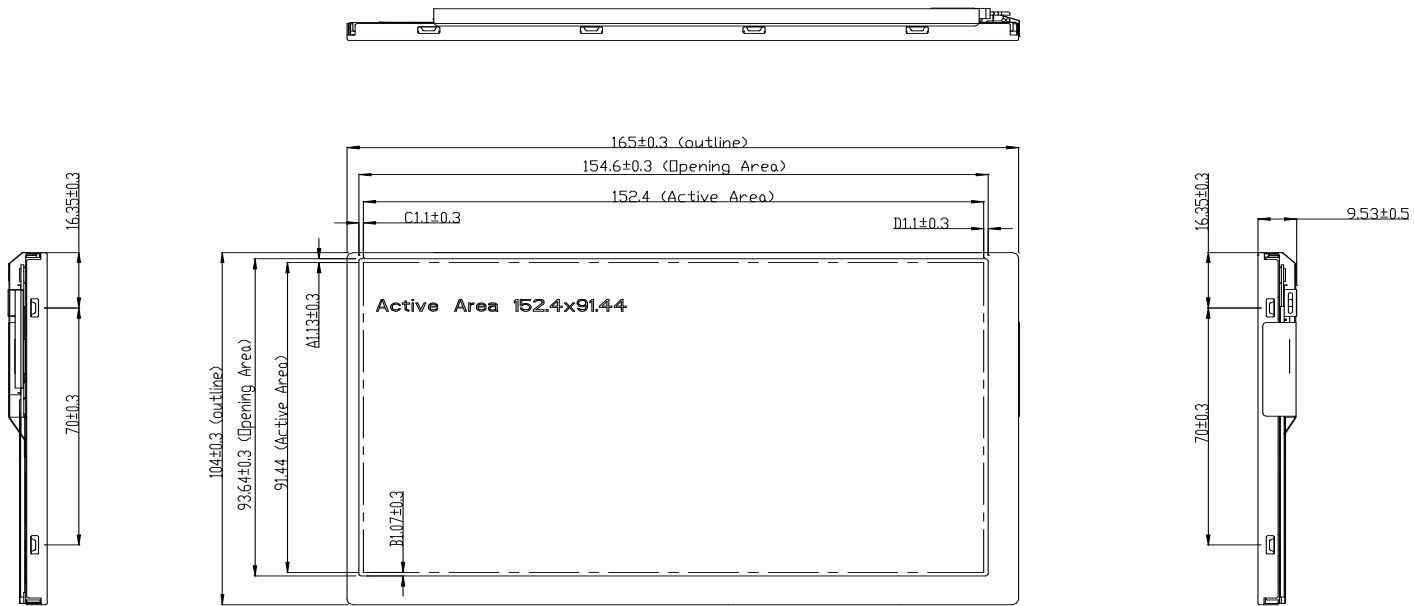 165±0.3 (outline)
154.6±0.3 (Opening Area)
152.4 (Active Area)
C1.1±0.3
D1.1±0.3
16.35±0.3
70±0.3
104±0.3 (outline)
93.64±0.3 (Opening Area)
91.44 (Active Area)
A1.13±0.3
B1.07±0.3
Active Area 152.4x91.44
16.35±0.3
9.53±0.5
70±0.3